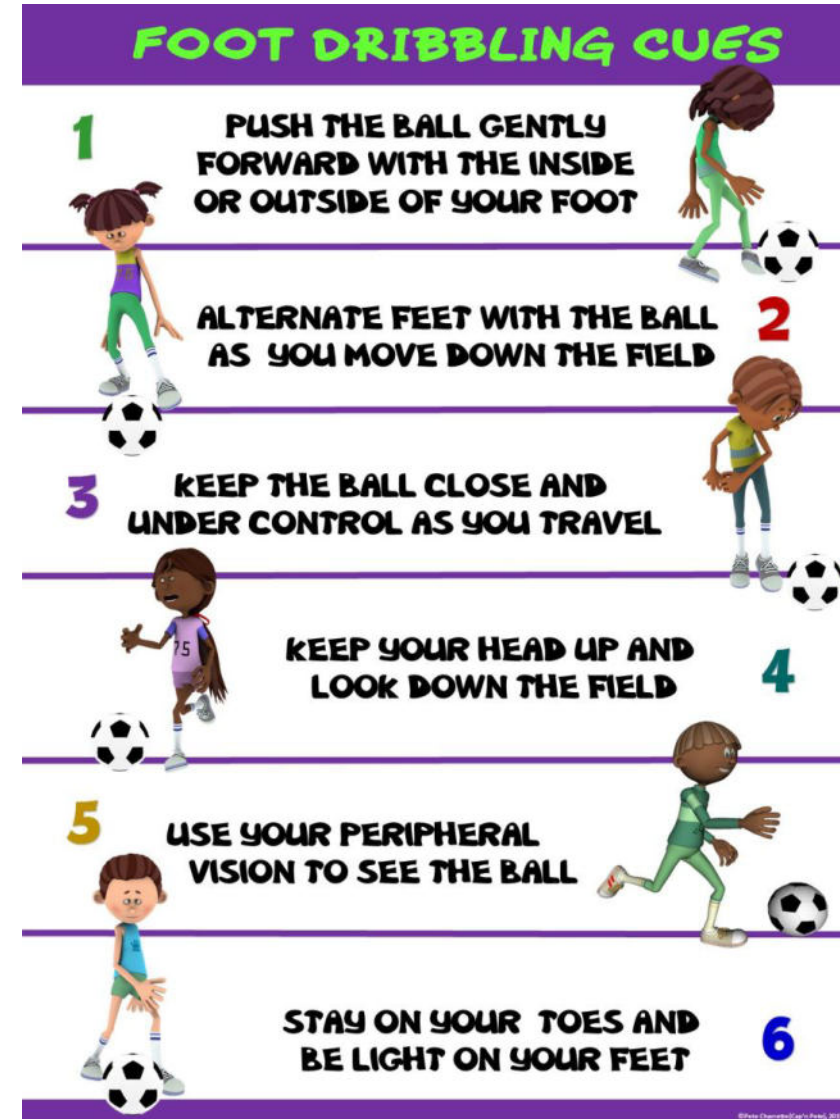 FOOT DRIBBLING CUES
1
PUSH THE BALL GENTLY
FORWARD WITH THE INSIDE
OR OUTSIDE OF YOUR FOOT
ALTERNATE FEET WITH THE BALL
2
AS YOU MOVE DOWN THE FIELD
3
KEEP THE BALL CLOSE AND
UNDER CONTROL AS YOU TRAVEL
75
KEEP YOUR HEAD UP AND
4
LOOK DOWN THE FIELD
5
USE YOUR PERIPHERAL
VISION TO SEE THE BALL
STAY ON YOUR TOES AND
6
BE LIGHT ON YOUR FEET